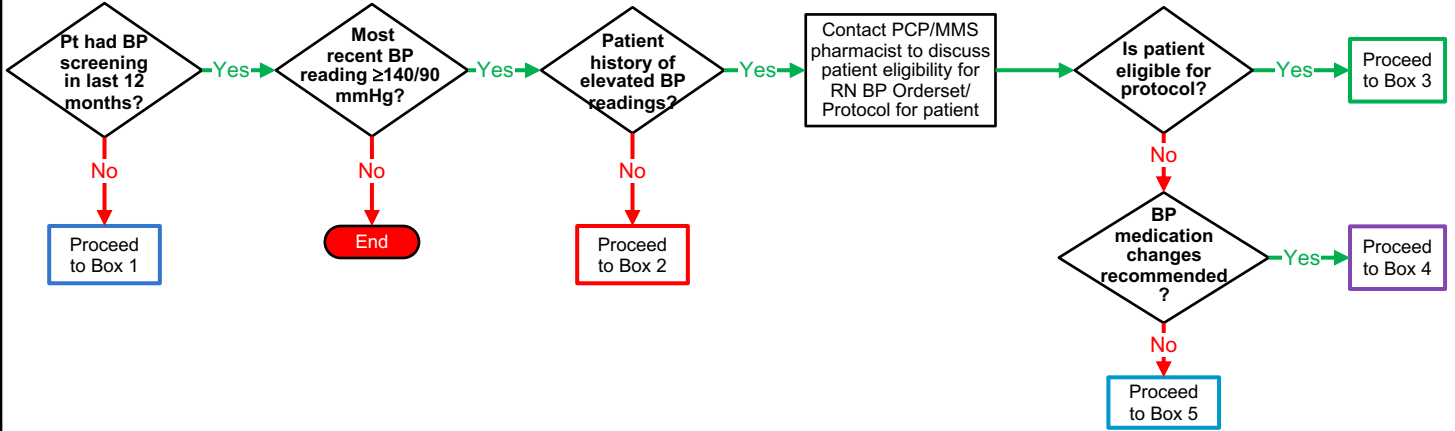 Pt had BP
screening
in last 12
months?
Yes
Most
recent BP
reading ≥140/90
mmHg?
Yes
Patient
history of
elevated BP
readings?
Yes
Contact PCP/MMS
pharmacist to discuss
patient eligibility for
RN BP Orderset/
Protocol for patient
Is patient
eligible for
protocol?
Yes
Proceed
to Box 3
No
No
No
No
Proceed
to Box 1
End
Proceed
to Box 2
BP
medication
changes
recommended
?
Yes
Proceed
to Box 4
No
Proceed
to Box 5